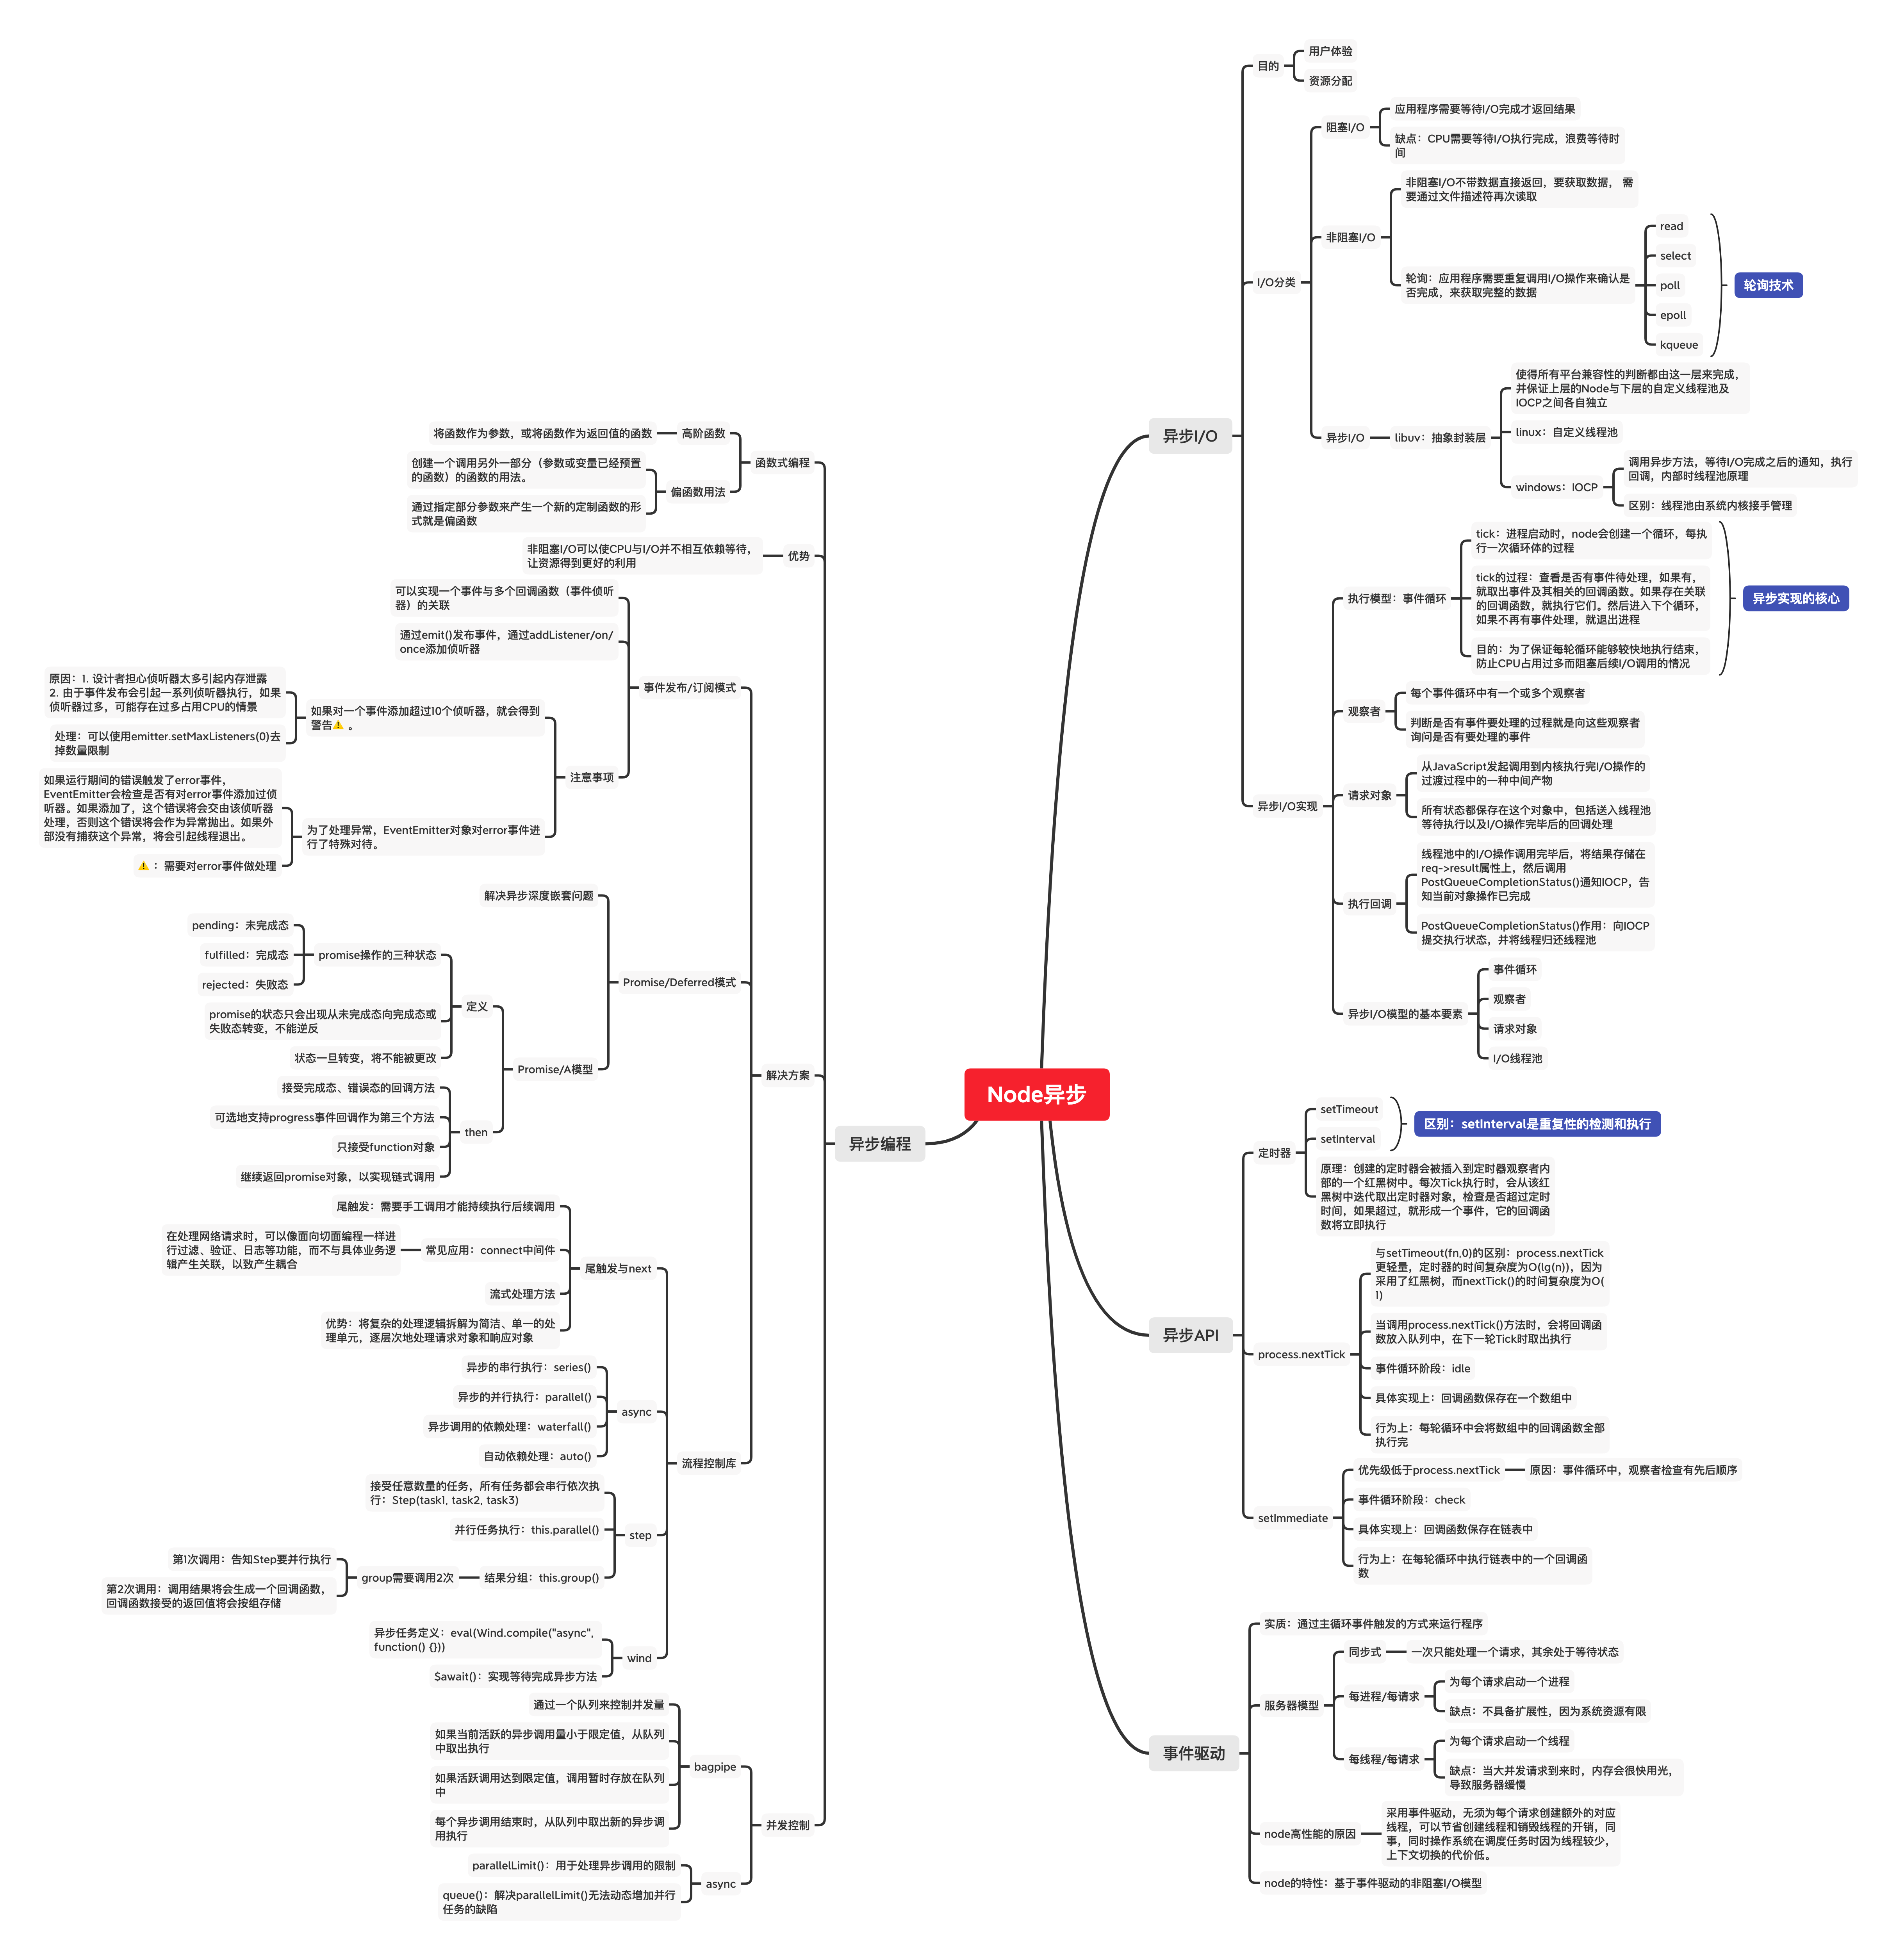 Node异步
异步I/O
目的
用户体验
资源分配
I/O分类
阻塞I/O
应用程序需要等待I/O完成才返回结果
缺点：CPU需要等待I/O执行完成，浪费等待时
间
非阻塞I/O
非阻塞I/O不带数据直接返回，要获取数据， 需
要通过文件描述符再次读取
轮询：应用程序需要重复调用I/O操作来确认是
否完成，来获取完整的数据
read
select
poll
epoll
kqueue
轮询技术
异步I/O
libuv：抽象封装层
使得所有平台兼容性的判断都由这一层来完成，
并保证上层的Node与下层的自定义线程池及
IOCP之间各自独立
linux：自定义线程池
windows：IOCP
调用异步方法，等待I/O完成之后的通知，执行
回调，内部时线程池原理
区别：线程池由系统内核接手管理
异步I/O实现
执行模型：事件循环
tick：进程启动时，node会创建一个循环，每执
行一次循环体的过程
tick的过程：查看是否有事件待处理，如果有，
就取出事件及其相关的回调函数。如果存在关联
的回调函数，就执行它们。然后进入下个循环，
如果不再有事件处理，就退出进程
目的：为了保证每轮循环能够较快地执行结束，
防止CPU占用过多而阻塞后续I/O调用的情况
异步实现的核心
观察者
每个事件循环中有一个或多个观察者
判断是否有事件要处理的过程就是向这些观察者
询问是否有要处理的事件
请求对象
从JavaScript发起调用到内核执行完I/O操作的
过渡过程中的一种中间产物
所有状态都保存在这个对象中，包括送入线程池
等待执行以及I/O操作完毕后的回调处理
执行回调
线程池中的I/O操作调用完毕后，将结果存储在
req->result属性上，然后调用
PostQueueCompletionStatus()通知IOCP，告
知当前对象操作已完成
PostQueueCompletionStatus()作用：向IOCP
提交执行状态，并将线程归还线程池
异步I/O模型的基本要素
事件循环
观察者
请求对象
I/O线程池
异步API
定时器
setTimeout
setInterval
区别：setInterval是重复性的检测和执行
原理：创建的定时器会被插入到定时器观察者内
部的一个红黑树中。每次Tick执行时，会从该红
黑树中迭代取出定时器对象，检查是否超过定时
时间，如果超过，就形成一个事件，它的回调函
数将立即执行
process.nextTick
与setTimeout(fn,0)的区别：process.nextTick
更轻量，定时器的时间复杂度为O(lg(n))，因为
采用了红黑树，而nextTick()的时间复杂度为O(
1)
当调用process.nextTick()方法时，会将回调函
数放入队列中，在下一轮Tick时取出执行
事件循环阶段：idle
具体实现上：回调函数保存在一个数组中
行为上：每轮循环中会将数组中的回调函数全部
执行完
setImmediate
优先级低于process.nextTick
原因：事件循环中，观察者检查有先后顺序
事件循环阶段：check
具体实现上：回调函数保存在链表中
行为上：在每轮循环中执行链表中的一个回调函
数
事件驱动
实质：通过主循环事件触发的方式来运行程序
服务器模型
同步式
一次只能处理一个请求，其余处于等待状态
每进程/每请求
为每个请求启动一个进程
缺点：不具备扩展性，因为系统资源有限
每线程/每请求
为每个请求启动一个线程
缺点：当大并发请求到来时，内存会很快用光，
导致服务器缓慢
node高性能的原因
采用事件驱动，无须为每个请求创建额外的对应
线程，可以节省创建线程和销毁线程的开销，同
事，同时操作系统在调度任务时因为线程较少，
上下文切换的代价低。
node的特性：基于事件驱动的非阻塞I/O模型
异步编程
函数式编程
高阶函数
将函数作为参数，或将函数作为返回值的函数
偏函数用法
创建一个调用另外一部分（参数或变量已经预置
的函数）的函数的用法。
通过指定部分参数来产生一个新的定制函数的形
式就是偏函数
优势
非阻塞I/O可以使CPU与I/O并不相互依赖等待，
让资源得到更好的利用
解决方案
事件发布/订阅模式
可以实现一个事件与多个回调函数（事件侦听
器）的关联
通过emit()发布事件，通过addListener/on/
once添加侦听器
注意事项
如果对一个事件添加超过10个侦听器，就会得到
警告⚠️ 。
原因：1. 设计者担心侦听器太多引起内存泄露
2. 由于事件发布会引起一系列侦听器执行，如果
侦听器过多，可能存在过多占用CPU的情景
处理：可以使用emitter.setMaxListeners(0)去
掉数量限制
为了处理异常，EventEmitter对象对error事件进
行了特殊对待。
如果运行期间的错误触发了error事件，
EventEmitter会检查是否有对error事件添加过侦
听器。如果添加了，这个错误将会交由该侦听器
处理，否则这个错误将会作为异常抛出。如果外
部没有捕获这个异常，将会引起线程退出。
⚠️ ：需要对error事件做处理
Promise/Deferred模式
解决异步深度嵌套问题
Promise/A模型
定义
promise操作的三种状态
pending：未完成态
fulfilled：完成态
rejected：失败态
promise的状态只会出现从未完成态向完成态或
失败态转变，不能逆反
状态一旦转变，将不能被更改
then
接受完成态、错误态的回调方法
可选地支持progress事件回调作为第三个方法
只接受function对象
继续返回promise对象，以实现链式调用
流程控制库
尾触发与next
尾触发：需要手工调用才能持续执行后续调用
常见应用：connect中间件
在处理网络请求时，可以像面向切面编程一样进
行过滤、验证、日志等功能，而不与具体业务逻
辑产生关联，以致产生耦合
流式处理方法
优势：将复杂的处理逻辑拆解为简洁、单一的处
理单元，逐层次地处理请求对象和响应对象
async
异步的串行执行：series()
异步的并行执行：parallel()
异步调用的依赖处理：waterfall()
自动依赖处理：auto()
step
接受任意数量的任务，所有任务都会串行依次执
行：Step(task1, task2, task3)
并行任务执行：this.parallel()
结果分组：this.group()
group需要调用2次
第1次调用：告知Step要并行执行
第2次调用：调用结果将会生成一个回调函数，
回调函数接受的返回值将会按组存储
wind
异步任务定义：eval(Wind.compile("async",
function() {}))
$await()：实现等待完成异步方法
并发控制
bagpipe
通过一个队列来控制并发量
如果当前活跃的异步调用量小于限定值，从队列
中取出执行
如果活跃调用达到限定值，调用暂时存放在队列
中
每个异步调用结束时，从队列中取出新的异步调
用执行
async
parallelLimit()：用于处理异步调用的限制
queue()：解决parallelLimit()无法动态增加并行
任务的缺陷